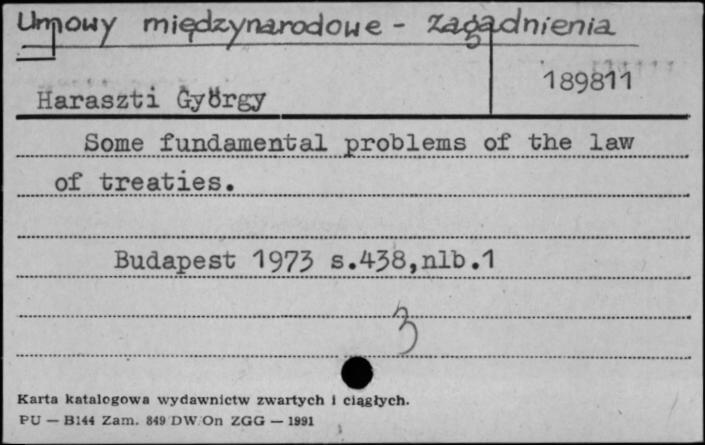 Umowy międzynarodowe - zagadnienia
189811
Haraszti György
Some fundamental problems of the law
of treaties.
Budapest 1973 s.438,nlb.1
3
Karta katalogowa wydawnictw zwartych i ciągłych.
PU — B144 Zam. 849 DW/On ZGG — 1991